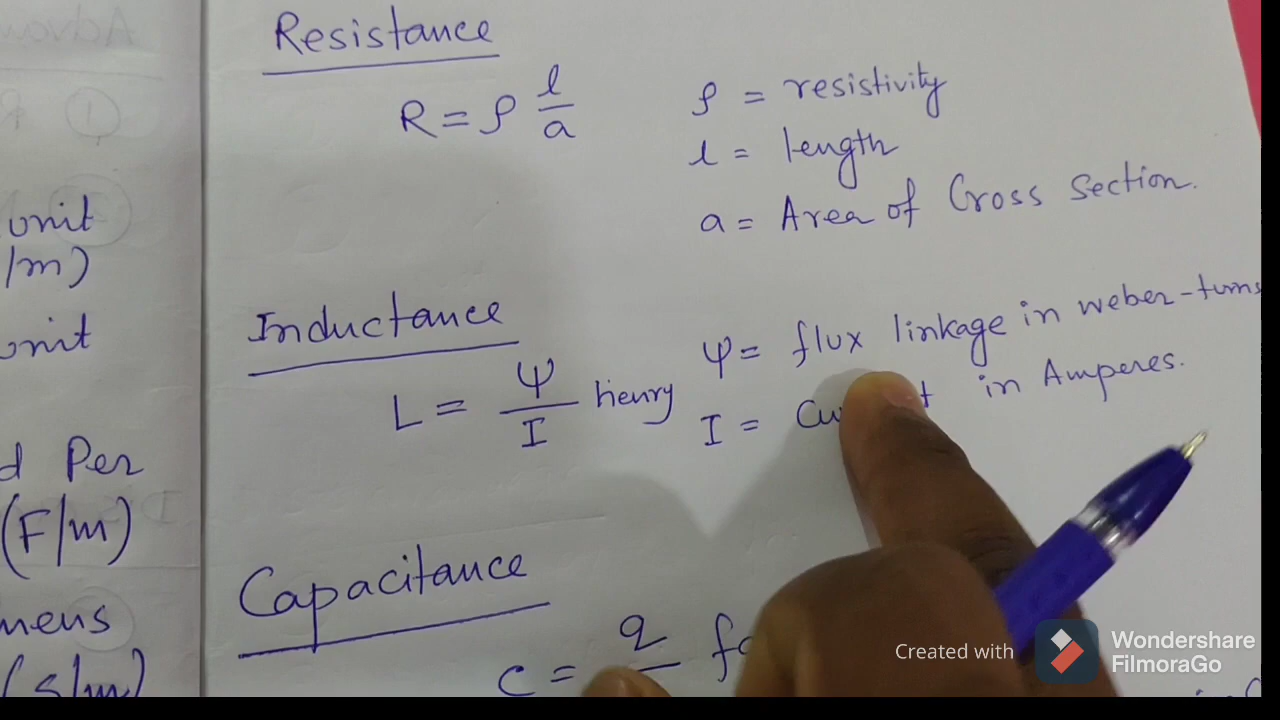 Resistance
R = ρ l/a
ρ = resistivity
l = length
a = Area of Cross Section.
unit
/m)
unit
Inductance
L = Ψ/I henry
Ψ = flux linkage in weber-turns
I = in Amperes.
d Per
(F/m)
Capacitance
mens
(s/m)
C = q
Created with
Wondershare
FilmoraGo